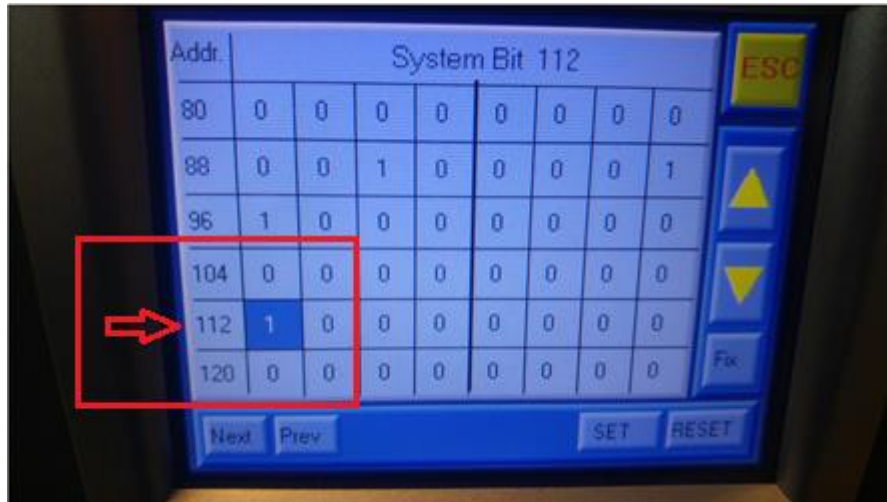 Addr. System Bit 112 ESC
80 0 0 0 0 0 0 0 0
88 0 0 1 0 0 0 0 1
96 1 0 0 0 0 0 0 0
104 0 0 0 0 0 0 0 0
112 1 0 0 0 0 0 0 0
120 0 0 0 0 0 0 0 0
Fix
Next Prev SET RESET